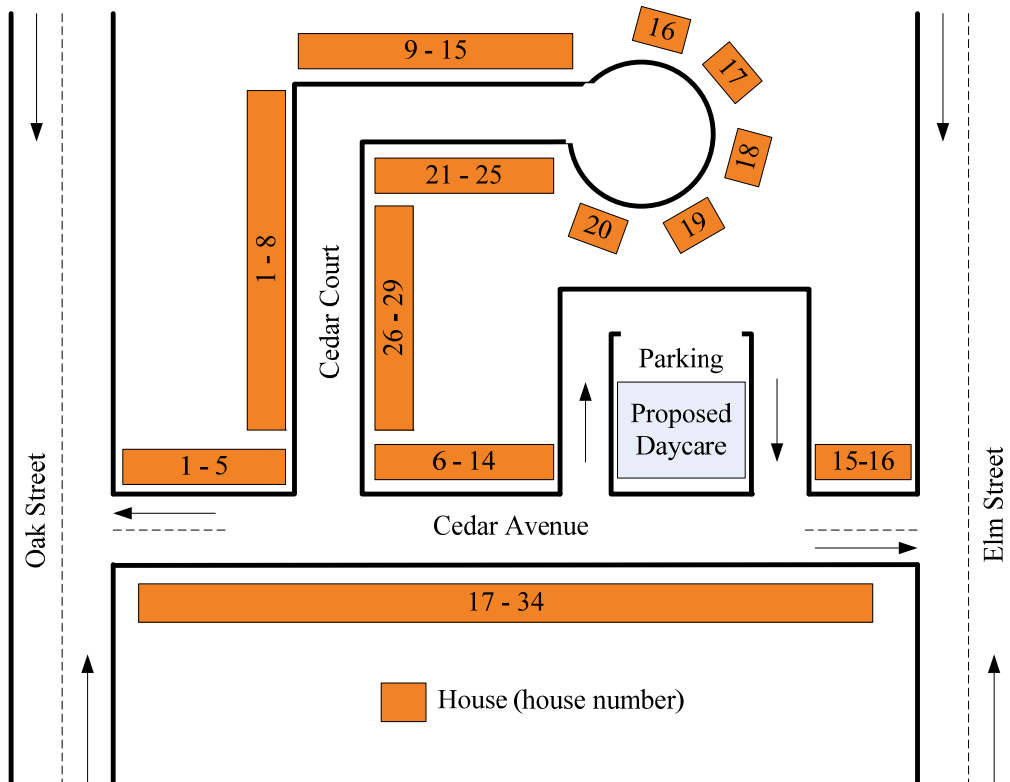 9 - 15
16
17
18
19
20
21 - 25
1 - 8
Cedar Court
26 - 29
Parking
Proposed
Daycare
1 - 5
6 - 14
15-16
Oak Street
Cedar Avenue
Elm Street
17 - 34
House (house number)